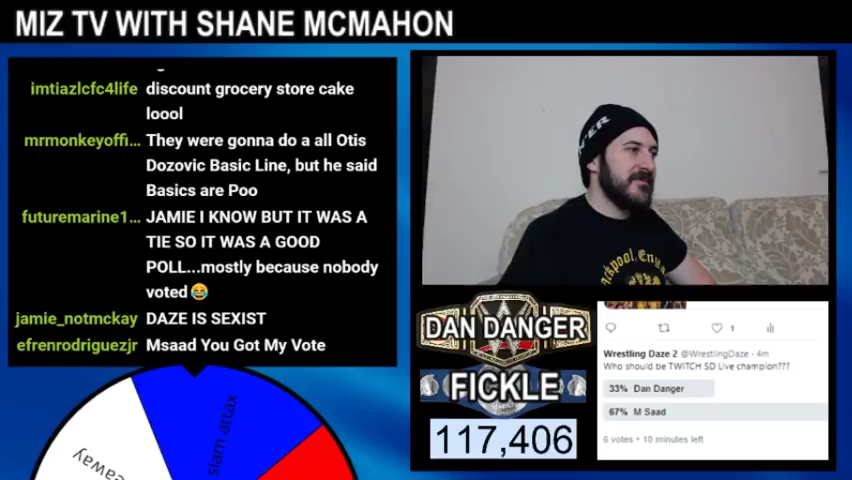 MIZ TV WITH SHANE MCMAHON
imtiazlcfc4life discount grocery store cake
loool
mrmonkeyoffi... They were gonna do a all Otis
Dozovic Basic Line, but he said
Basics are Poo
futuremarine1... JAMIE I KNOW BUT IT WAS A
TIE SO IT WAS A GOOD
POLL...mostly because nobody
voted😂
jamie_notmckay DAZE IS SEXIST
efrenrodriguezjr Msaad You Got My Vote
eaway
slam attax
DAN DANGER
FICKLE
117,406
1
Wrestling Daze 2 @WrestlingDaze · 4m
Who should be TWITCH SD Live champion???
33% Dan Danger
67% M Saad
6 votes • 10 minutes left